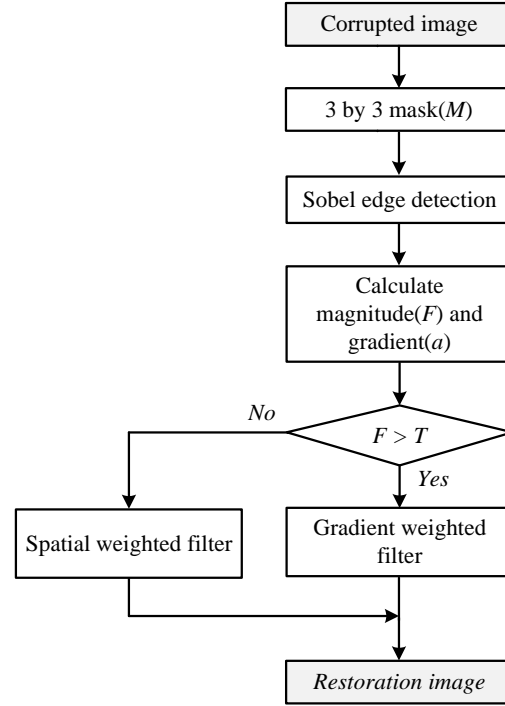 Corrupted image
3 by 3 mask(M)
Sobel edge detection
Calculate
magnitude(F) and
gradient(a)
No
F > T
Yes
Spatial weighted filter
Gradient weighted
filter
Restoration image